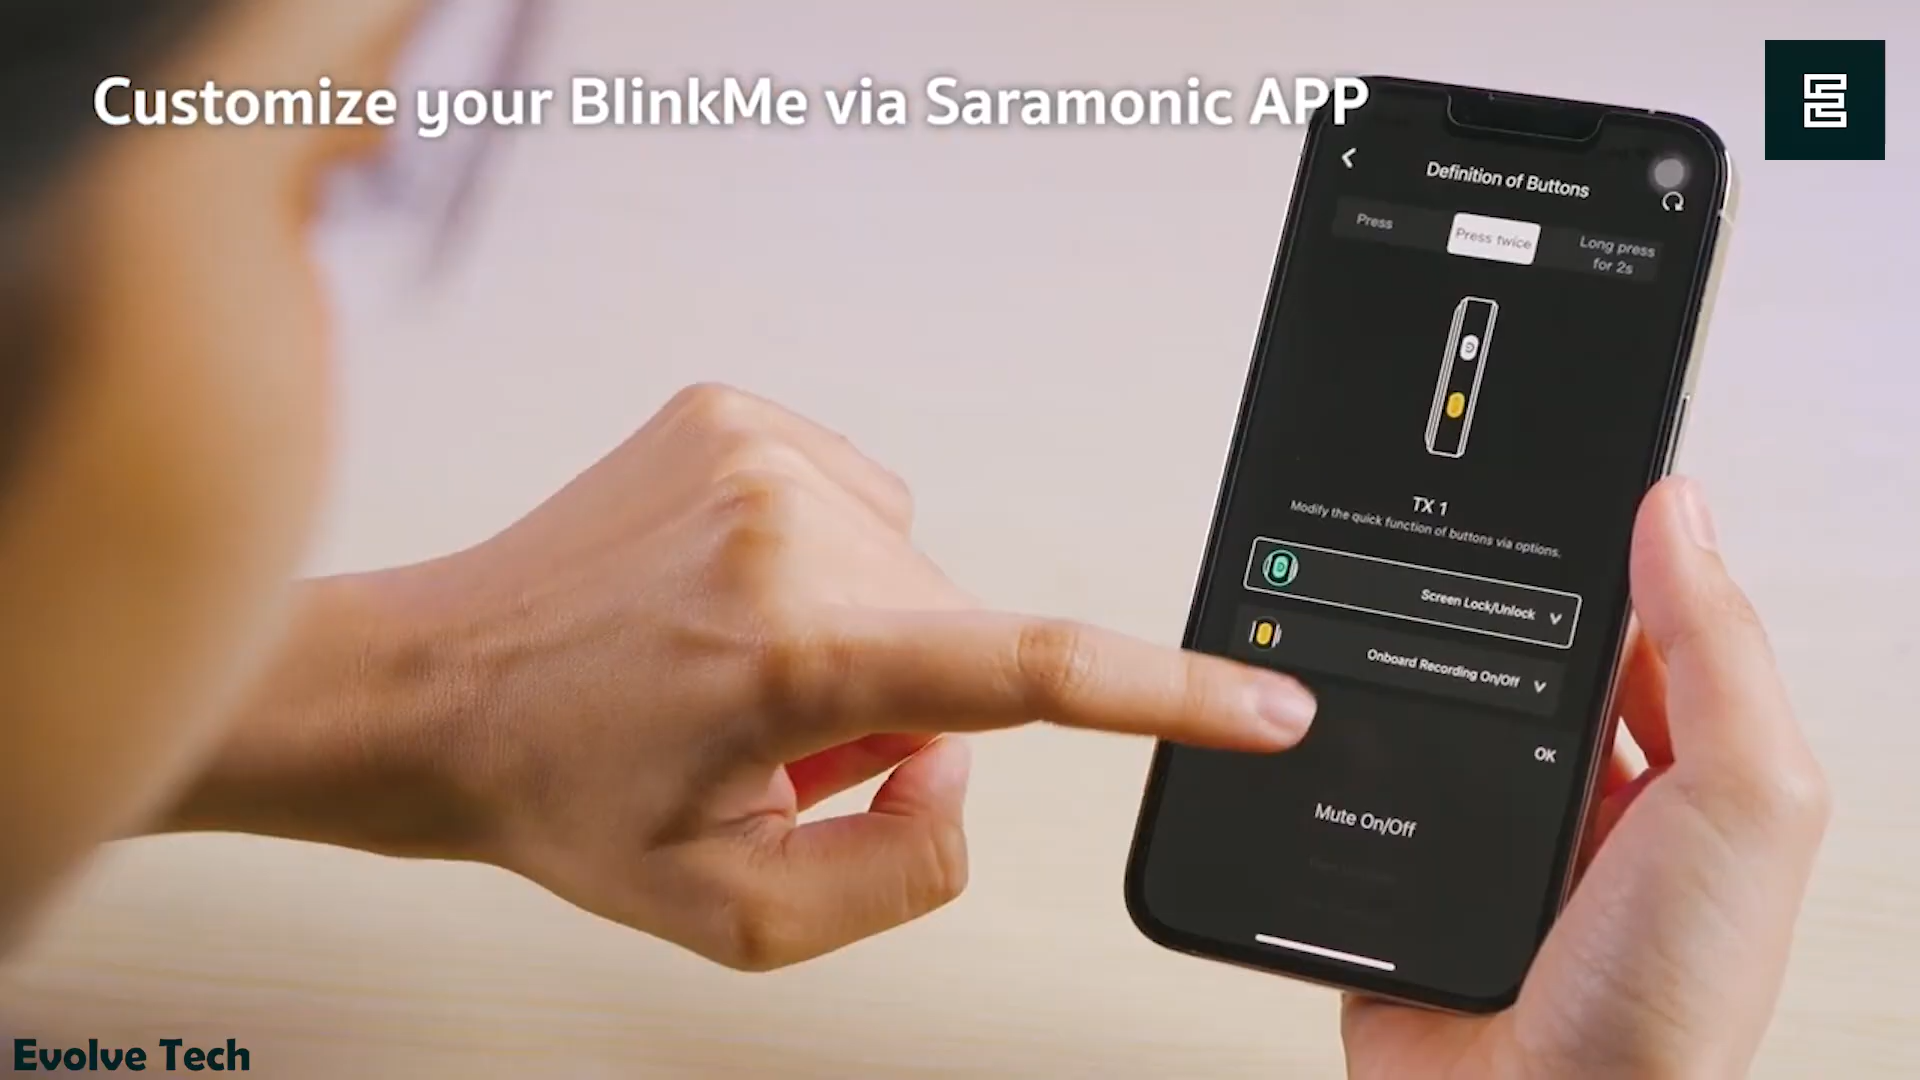 Customize your BlinkMe via Saramonic APP
Definition of Buttons
Press
Press twice
Long press
for 2s
TX 1
Modify the quick function of buttons via options.
Screen Lock/Unlock
Onboard Recording On/Off
OK
Mute On/Off
Evolve Tech